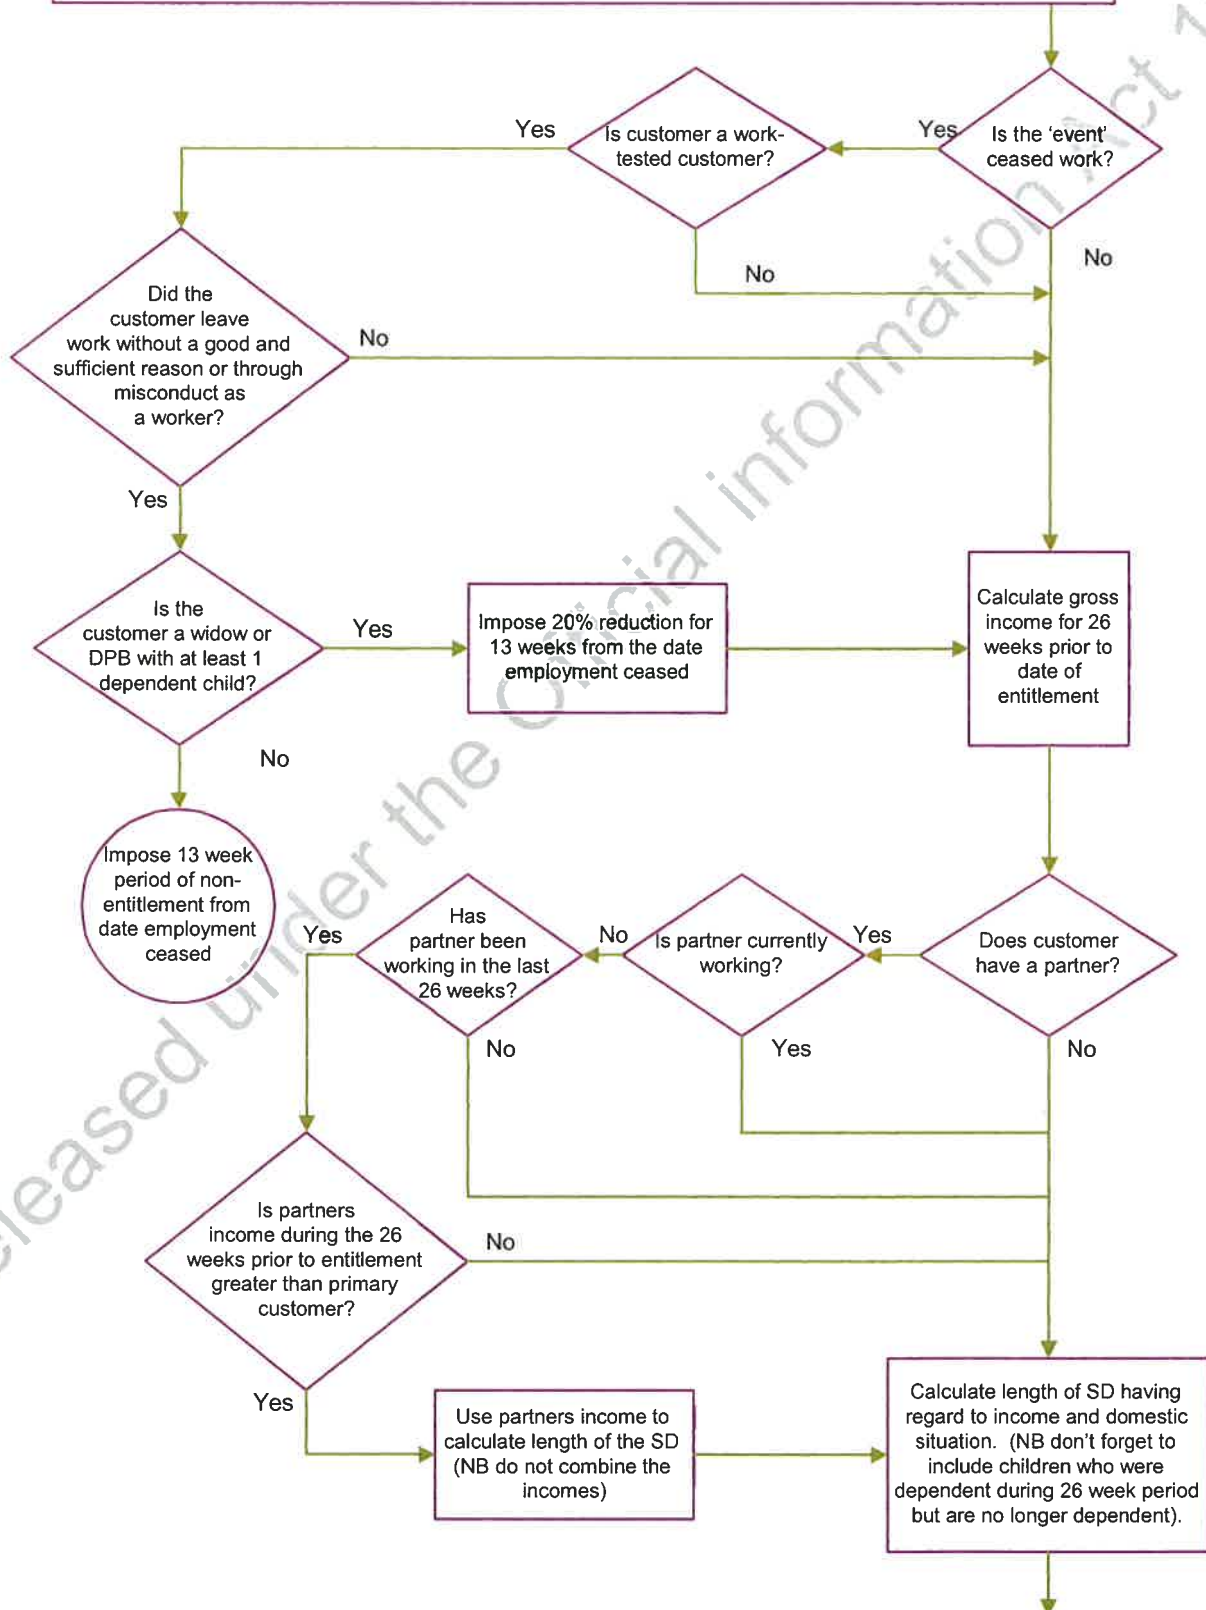 Is the 'event'
ceased work?
Yes
Is customer a work-
tested customer?
Yes
No
No
Did the
customer leave
work without a good and
sufficient reason or through
misconduct as
a worker?
No
Yes
Is the
customer a widow or
DPB with at least 1
dependent child?
Yes
Impose 20% reduction for
13 weeks from the date
employment ceased
Calculate gross
income for 26
weeks prior to
date of
entitlement
No
Impose 13 week
period of non-
entitlement from
date employment
ceased
Does customer
have a partner?
Yes
Is partner currently
working?
No
Has
partner been
working in the last
26 weeks?
Yes
No
Yes
No
Is partners
income during the 26
weeks prior to entitlement
greater than primary
customer?
No
Yes
Use partners income to
calculate length of the SD
(NB do not combine the
incomes)
Calculate length of SD having
regard to income and domestic
situation. (NB don't forget to
include children who were
dependent during 26 week period
but are no longer dependent).
eleased under the Official information Act 1